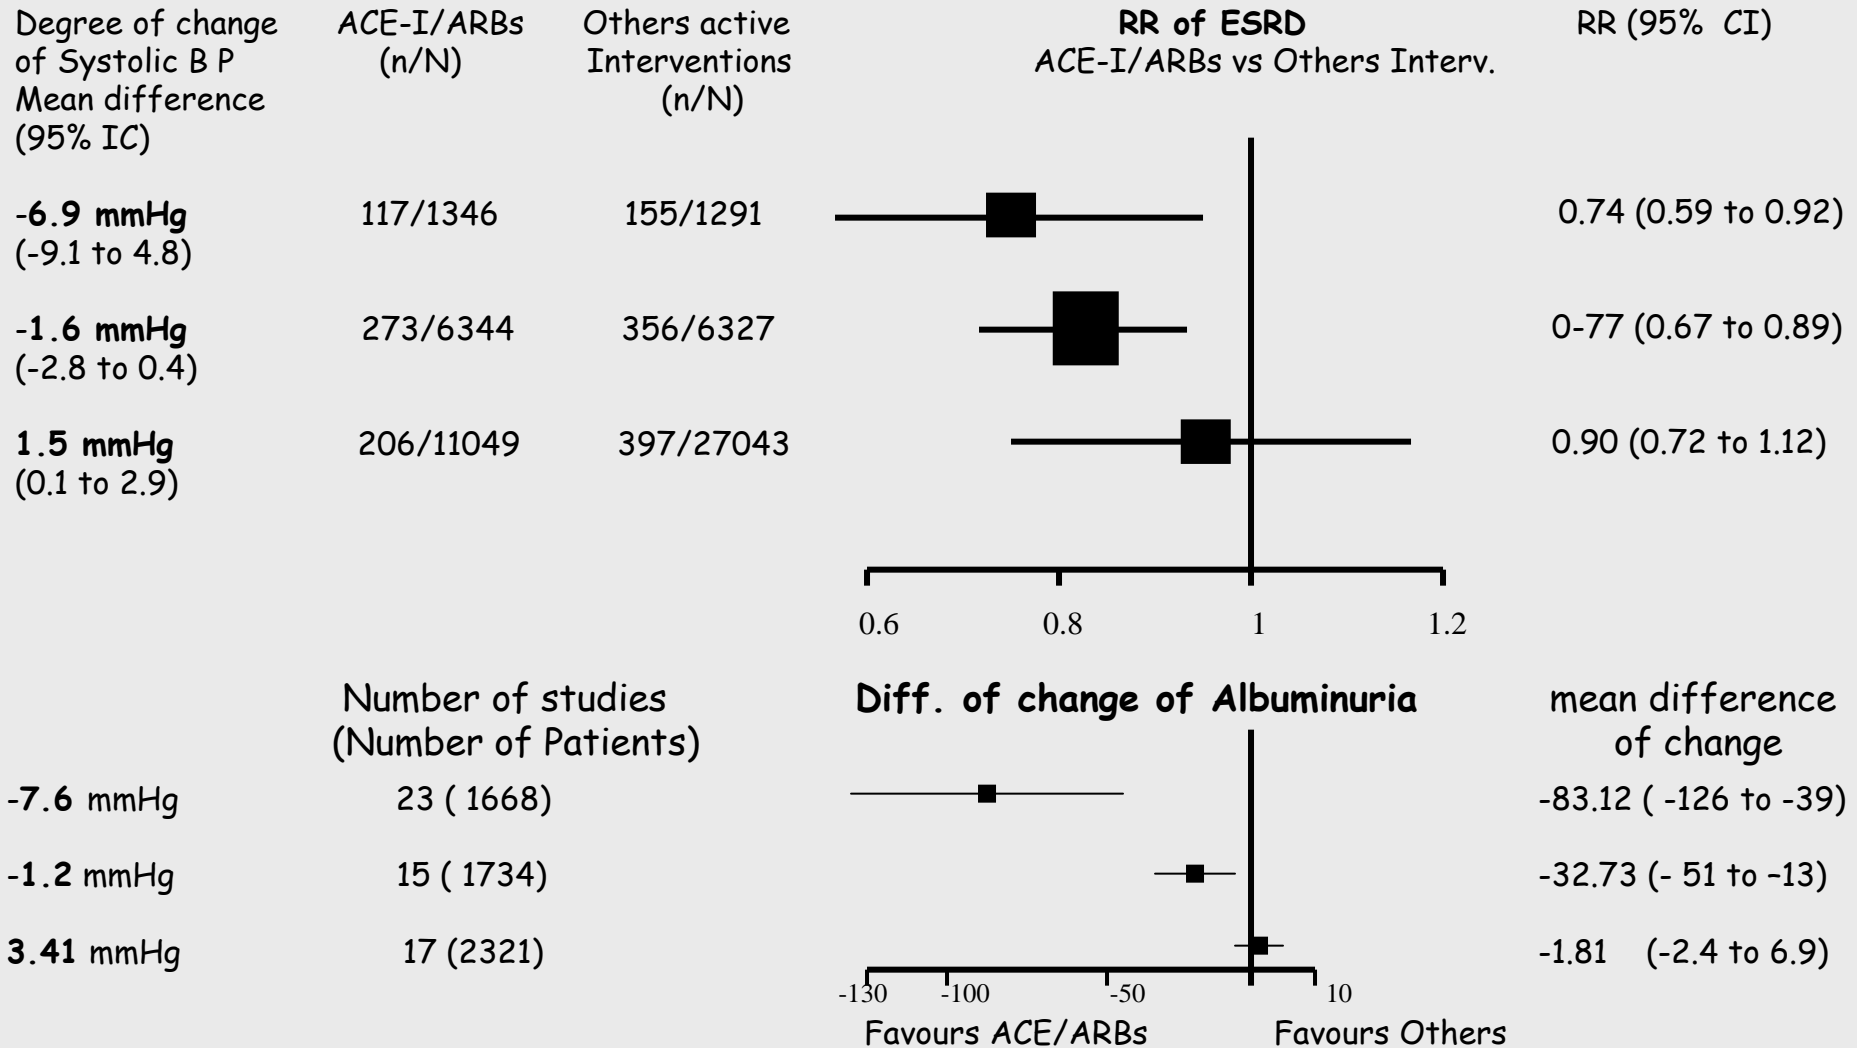 Degree of change
of Systolic B P
Mean difference
(95% IC)
ACE-I/ARBs
(n/N)
Others active
Interventions
(n/N)
RR of ESRD
ACE-I/ARBs vs Others Interv.
RR (95% CI)
-6.9 mmHg 117/1346 155/1291 0.74 (0.59 to 0.92)
(-9.1 to 4.8)
-1.6 mmHg 273/6344 356/6327 0-77 (0.67 to 0.89)
(-2.8 to 0.4)
1.5 mmHg 206/11049 397/27043 0.90 (0.72 to 1.12)
(0.1 to 2.9)
0.6 0.8 1 1.2
Number of studies
(Number of Patients)
Diff. of change of Albuminuria
mean difference
of change
-7.6 mmHg 23 ( 1668) -83.12 ( -126 to -39)
-1.2 mmHg 15 ( 1734) -32.73 (- 51 to –13)
3.41 mmHg 17 (2321) -1.81 (-2.4 to 6.9)
-130 -100 -50 10
Favours ACE/ARBs Favours Others